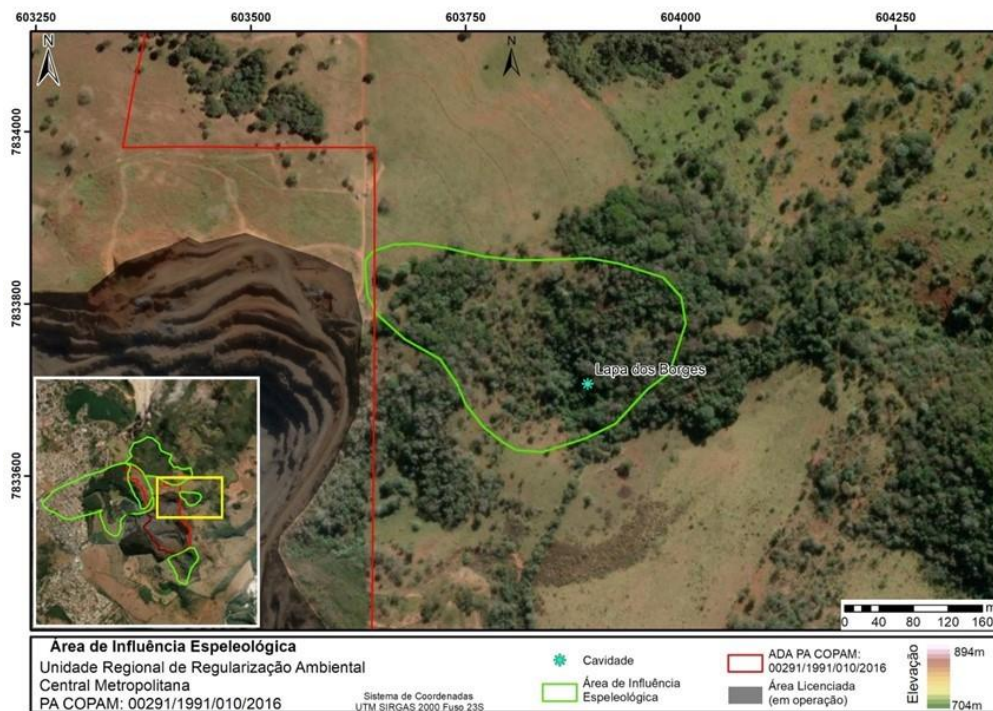 603250 603500 603750 604000 604250
N
N
7834000
7833800
7833600
Lapa dos Borges
m
0 40 80 120 160
Área de Influência Espeleológica
Unidade Regional de Regularização Ambiental
Central Metropolitana
PA COPAM: 00291/1991/010/2016
Sistema de Coordenadas
UTM SIRGAS 2000 Fuso 23S
Cavidade
Área de Influência
Espeleológica
ADA PA COPAM:
00291/1991/010/2016
Área Licenciada
(em operação)
Elevação
894m
704m